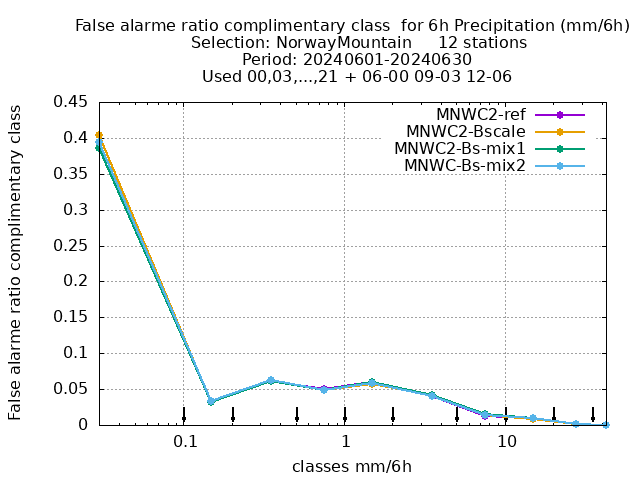 False alarme ratio complimentary class  for 6h Precipitation (mm/6h)
Selection: NorwayMountain     12 stations
Period: 20240601-20240630
Used 00,03,...,21 + 06-00 09-03 12-06
MNWC2-ref
MNWC2-Bscale
MNWC2-Bs-mix1
MNWC-Bs-mix2
False alarme ratio complimentary class
0.45
0.4
0.35
0.3
0.25
0.2
0.15
0.1
0.05
0
0.1 1 10
classes mm/6h